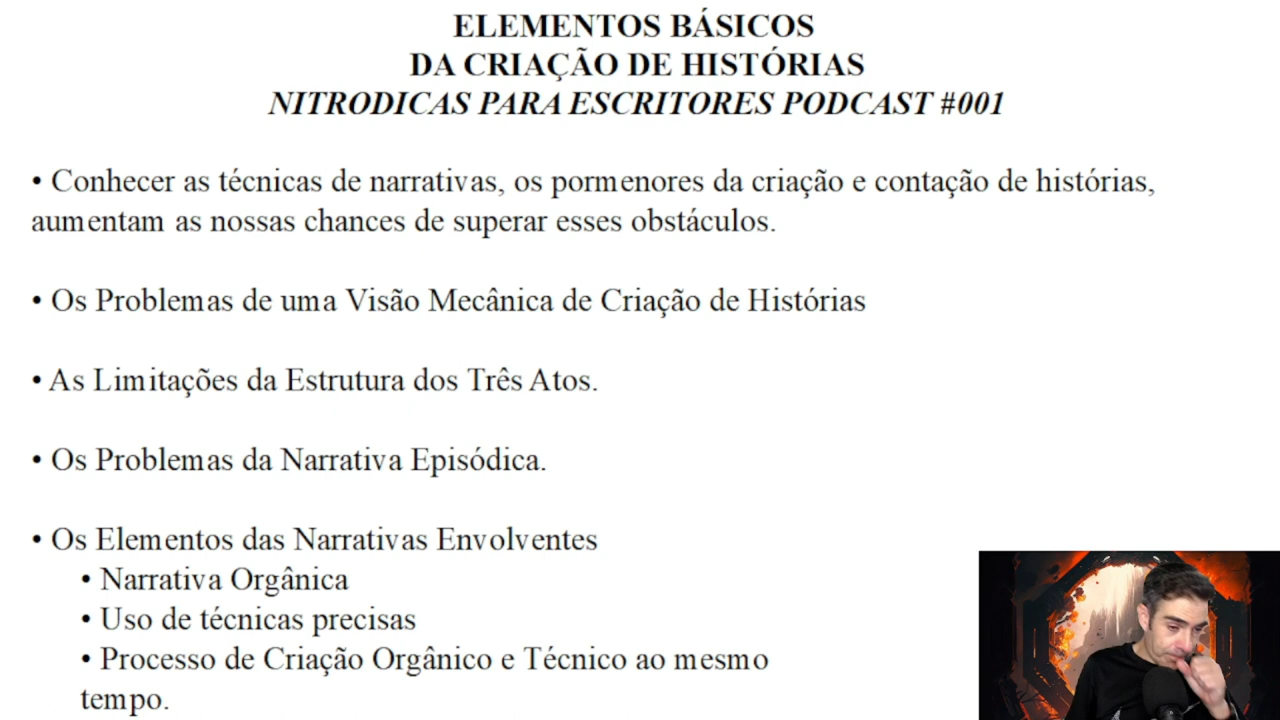 ELEMENTOS BÁSICOS
DA CRIAÇÃO DE HISTÓRIAS
NITRODICAS PARA ESCRITORES PODCAST #001
• Conhecer as técnicas de narrativas, os pormenores da criação e contação de histórias,
aumentam as nossas chances de superar esses obstáculos.
• Os Problemas de uma Visão Mecânica de Criação de Histórias
• As Limitações da Estrutura dos Três Atos.
• Os Problemas da Narrativa Episódica.
• Os Elementos das Narrativas Envolventes
• Narrativa Orgânica
• Uso de técnicas precisas
• Processo de Criação Orgânico e Técnico ao mesmo
tempo.